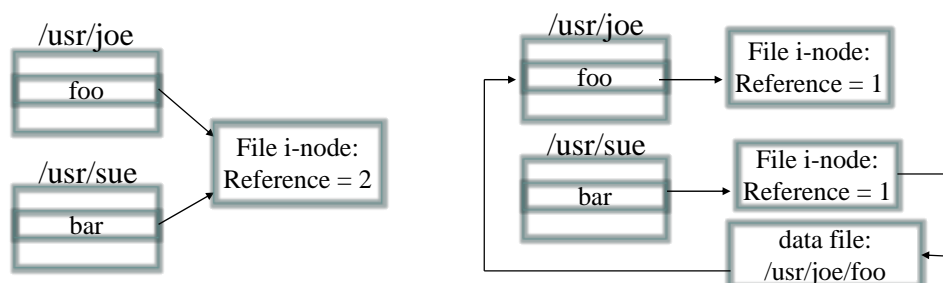 /usr/joe
foo
/usr/sue
bar
File i-node:
Reference = 2
/usr/joe
foo
File i-node:
Reference = 1
/usr/sue
bar
File i-node:
Reference = 1
data file:
/usr/joe/foo